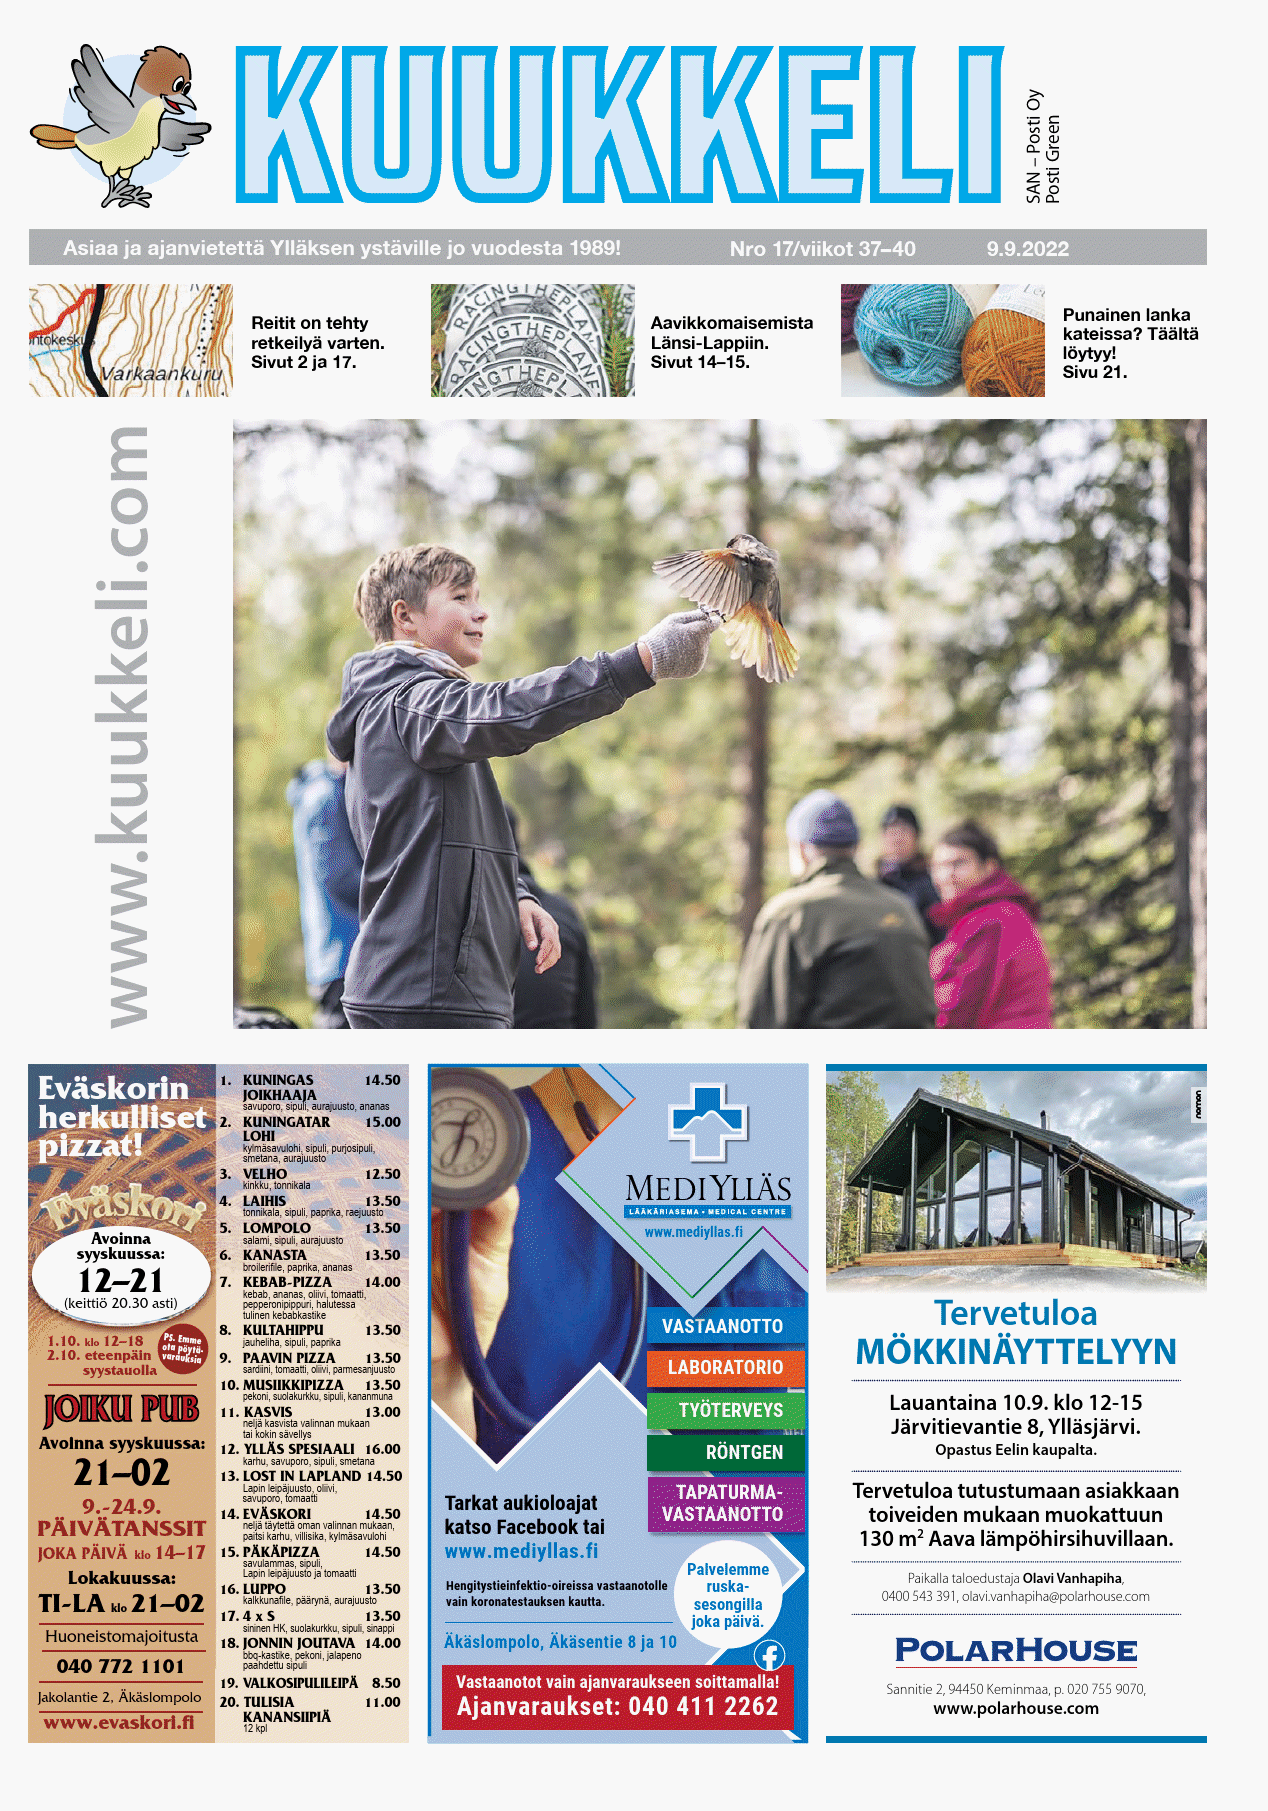 KUUKKELI
SAN – Posti Oy
Posti Green
Asiaa ja ajanvietettä Ylläksen ystäville jo vuodesta 1989!
Nro 17/viikot 37–40
9.9.2022
Varkaankuru
Reitit on tehty
retkeilyä varten.
Sivut 2 ja 17.
RACINGTHEPLANE
RACINGTHEPLANE
CINGTHEPL
Aavikkomaisemista
Länsi-Lappiin.
Sivut 14–15.
Punainen lanka
kateissa? Täältä
löytyy!
Sivu 21.
www.kuukkeli.com
Eväskorin
herkulliset
pizzat!
Eväskori
Avoinna
syyskuussa:
12–21
(keittiö 20.30 asti)
1.10. klo 12–18
2.10. eteenpäin
syystauolla
PS. Emme
ota pöytä-
varauksia
JOIKU PUB
Avoinna syyskuussa:
21–02
9.-24.9.
PÄIVÄTANSSIT
JOKA PÄIVÄ klo 14–17
Lokakuussa:
TI-LA klo 21–02
Huoneistomajoitusta
040 772 1101
Jakolantie 2, Äkäslompolo
www.evaskori.fi
1. KUNINGAS 14.50
JOIKHAAJA
savuporo, sipuli, aurajuusto, ananas
2. KUNINGATAR 15.00
LOHI
kylmäsavulohi, sipuli, purjosipuli,
smetana, aurajuusto
3. VELHO 12.50
kinkku, tonnikala
4. LAIHIS 13.50
tonnikala, sipuli, paprika, raejuusto
5. LOMPOLO 13.50
salami, sipuli, aurajuusto
6. KANASTA 13.50
broilerifile, paprika, ananas
7. KEBAB-PIZZA 14.00
kebab, ananas, oliivi, tomaatti,
pepperonipippuri, halutessa
tulinen kebabkastike
8. KULTAHIPPU 13.50
jauheliha, sipuli, paprika
9. PAAVIN PIZZA 13.50
sardiini, tomaatti, oliivi, parmesanjuusto
10. MUSIIKKIPIZZA 13.50
pekoni, suolakurkku, sipuli, kananmuna
11. KASVIS 13.00
neljä kasvista valinnan mukaan
tai kokin sävellys
12. YLLÄS SPESIAALI 16.00
karhu, savuporo, sipuli, smetana
13. LOST IN LAPLAND 14.50
Lapin leipäjuusto, oliivi,
savuporo, tomaatti
14. EVÄSKORI 14.50
neljä täytettä oman valinnan mukaan,
paitsi karhu, villisika, kylmäsavulohi
15. PÄKÄPIZZA 14.50
savulammas, sipuli,
Lapin leipäjuusto ja tomaatti
16. LUPPO 13.50
kalkkunafile, päärynä, aurajuusto
17. 4 x S 13.50
sininen HK, suolakurkku, sipuli, sinappi
18. JONNIN JOUTAVA 14.00
bbq-kastike, pekoni, jalapeno
paahdettu sipuli
19. VALKOSIPULILEIPÄ 8.50
20. TULISIA 11.00
KANANSIIPIÄ
12 kpl
MEDIYLLÄS
LÄÄKÄRIASEMA • MEDICAL CENTRE
www.mediyllas.fi
VASTAANOTTO
LABORATORIO
TYÖTERVEYS
RÖNTGEN
TAPATURMA-
VASTAANOTTO
Tarkat aukioloajat
katso Facebook tai
www.mediyllas.fi
Hengitystieinfektio-oireissa vastaanotolle
vain koronatestauksen kautta.
Palvelemme
ruska-
sesongilla
joka päivä.
Äkäslompolo, Äkäsentie 8 ja 10
Vastaanotot vain ajanvaraukseen soittamalla!
Ajanvaraukset: 040 411 2262
Tervetuloa
MÖKKINÄYTTELYYN
Lauantaina 10.9. klo 12-15
Järvitievantie 8, Ylläsjärvi.
Opastus Eelin kaupalta.
Tervetuloa tutustumaan asiakkaan
toiveiden mukaan muokattuun
130 m² Aava lämpöhirsihuvillaan.
Paikalla taloedustaja Olavi Vanhapiha,
0400 543 391, olavi.vanhapiha@polarhouse.com
POLARHOUSE
Sannitie 2, 94450 Keminmaa, p. 020 755 9070,
www.polarhouse.com